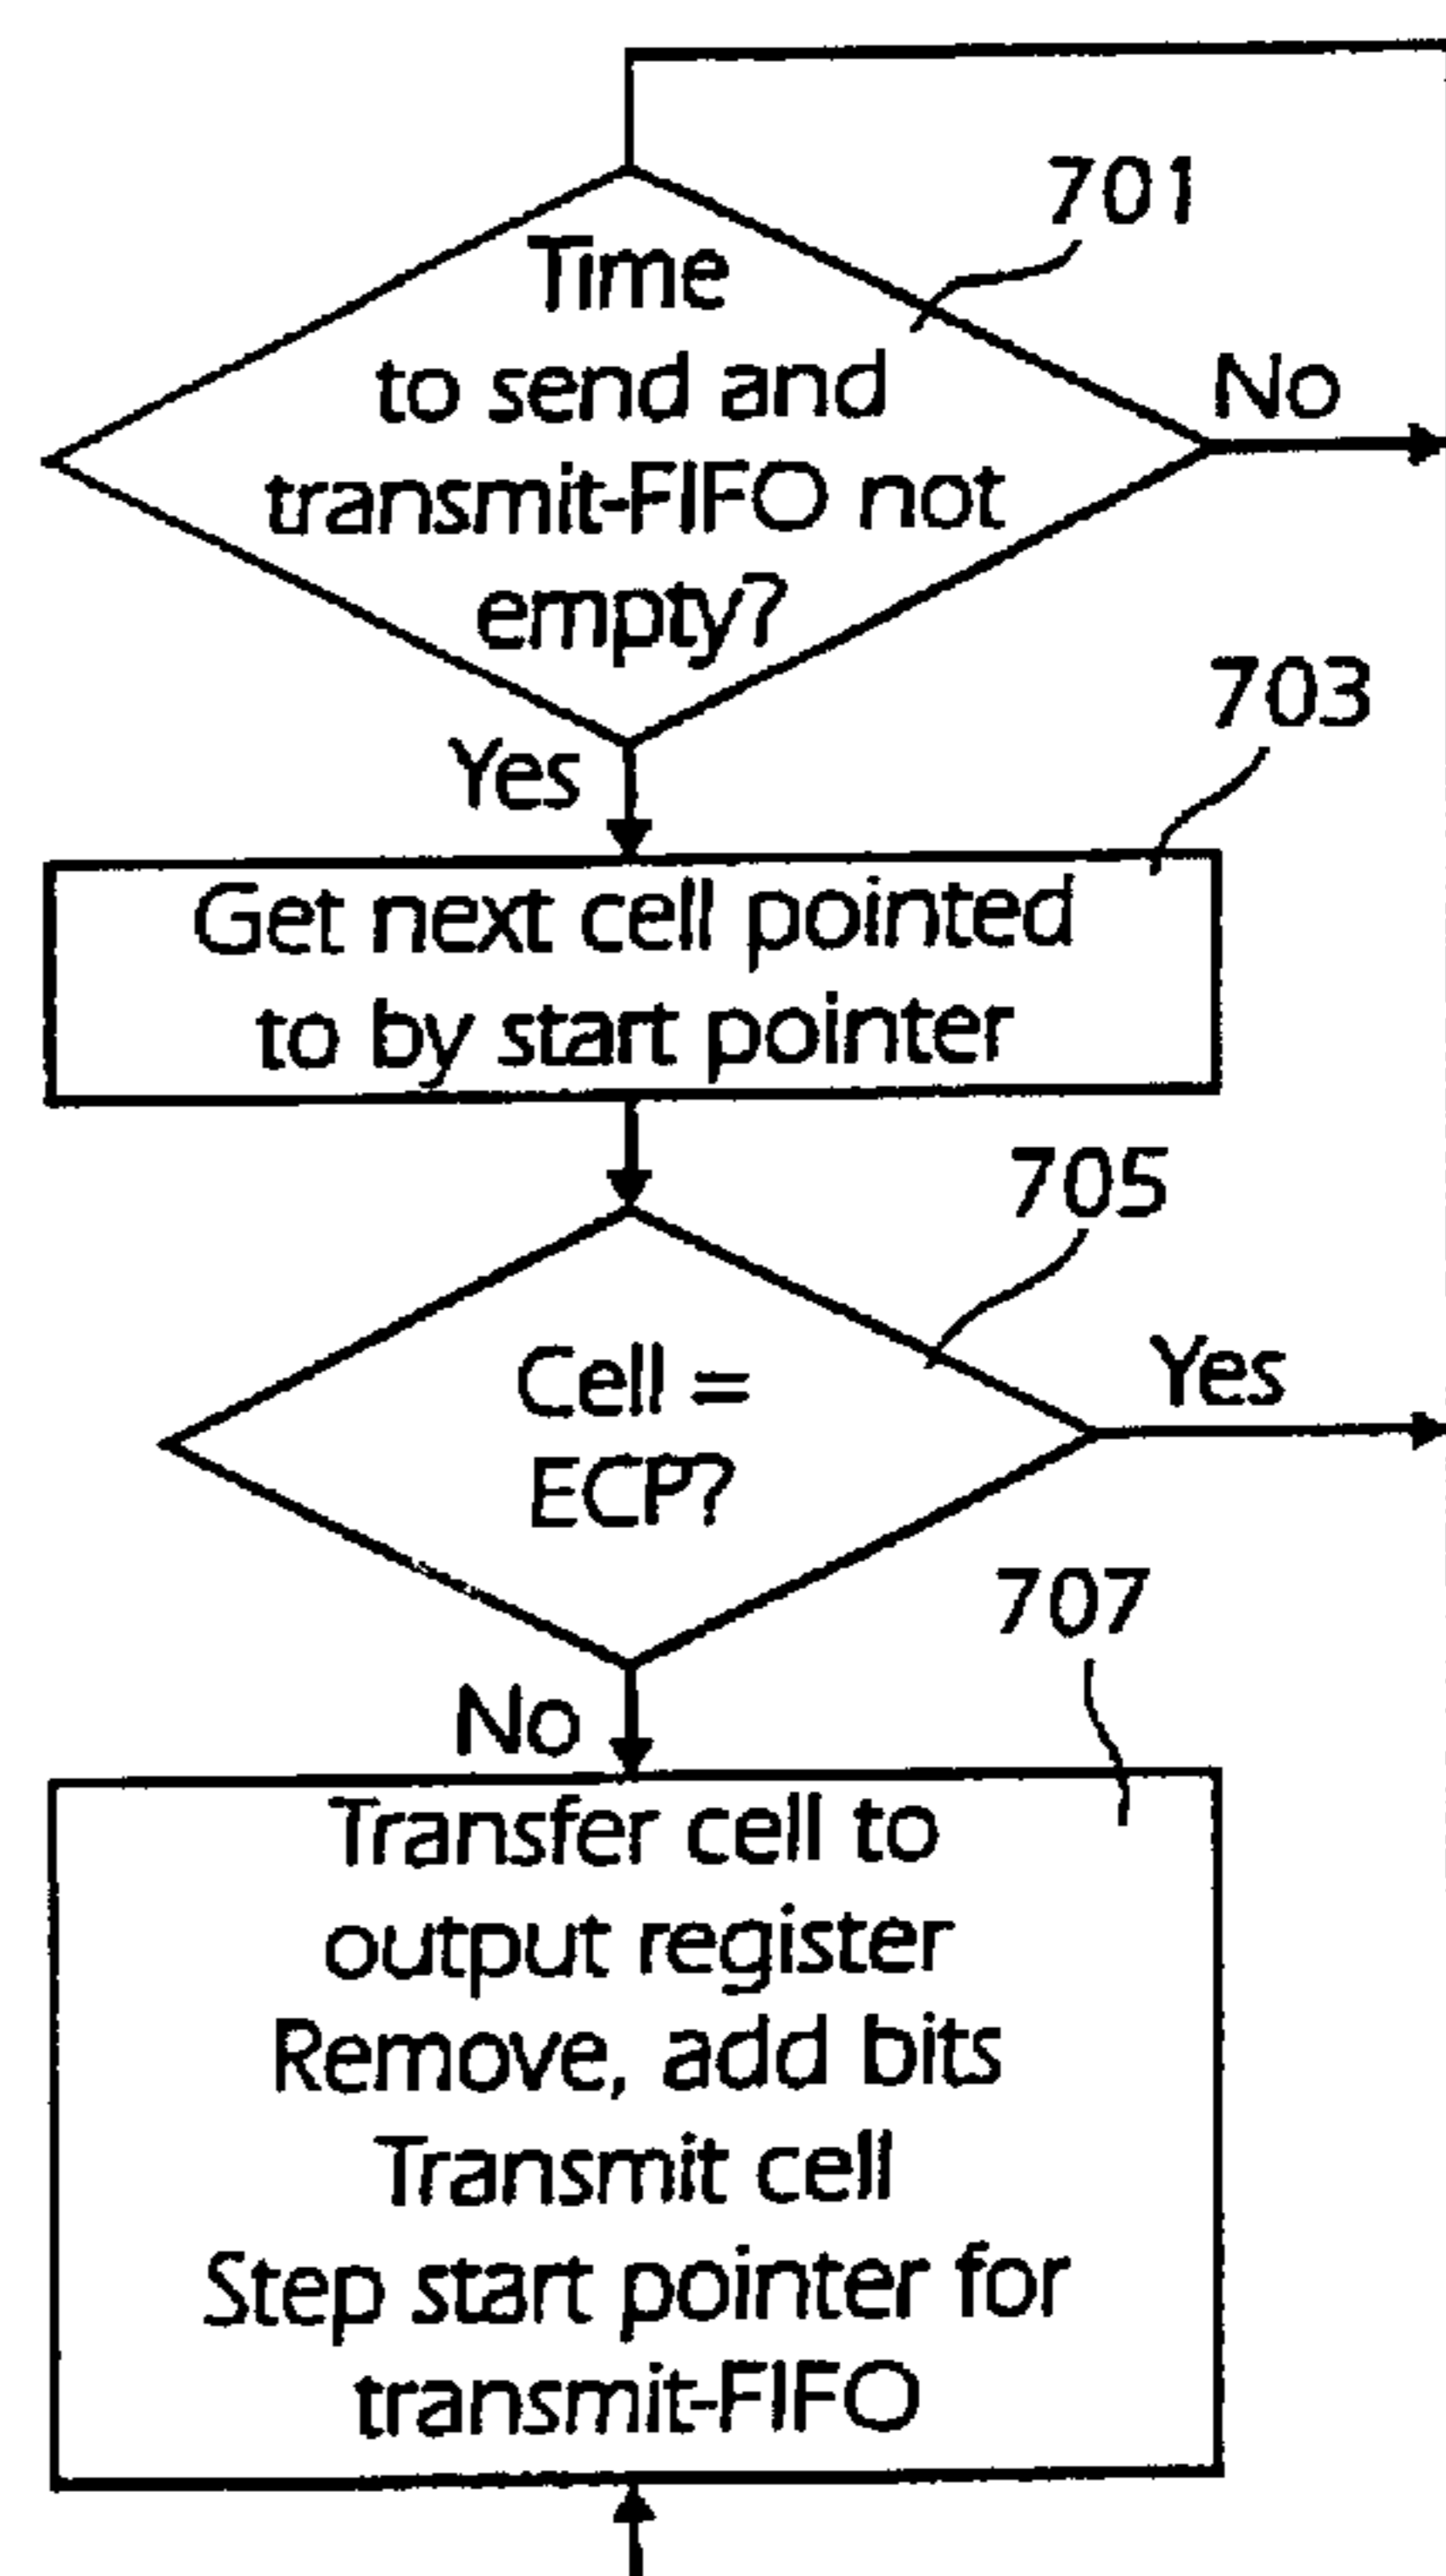 701
Time
to send and
transmit-FIFO not
empty?
No
Yes
703
Get next cell pointed
to by start pointer
705
Cell =
ECP?
Yes
No
707
Transfer cell to
output register
Remove, add bits
Transmit cell
Step start pointer for
transmit-FIFO